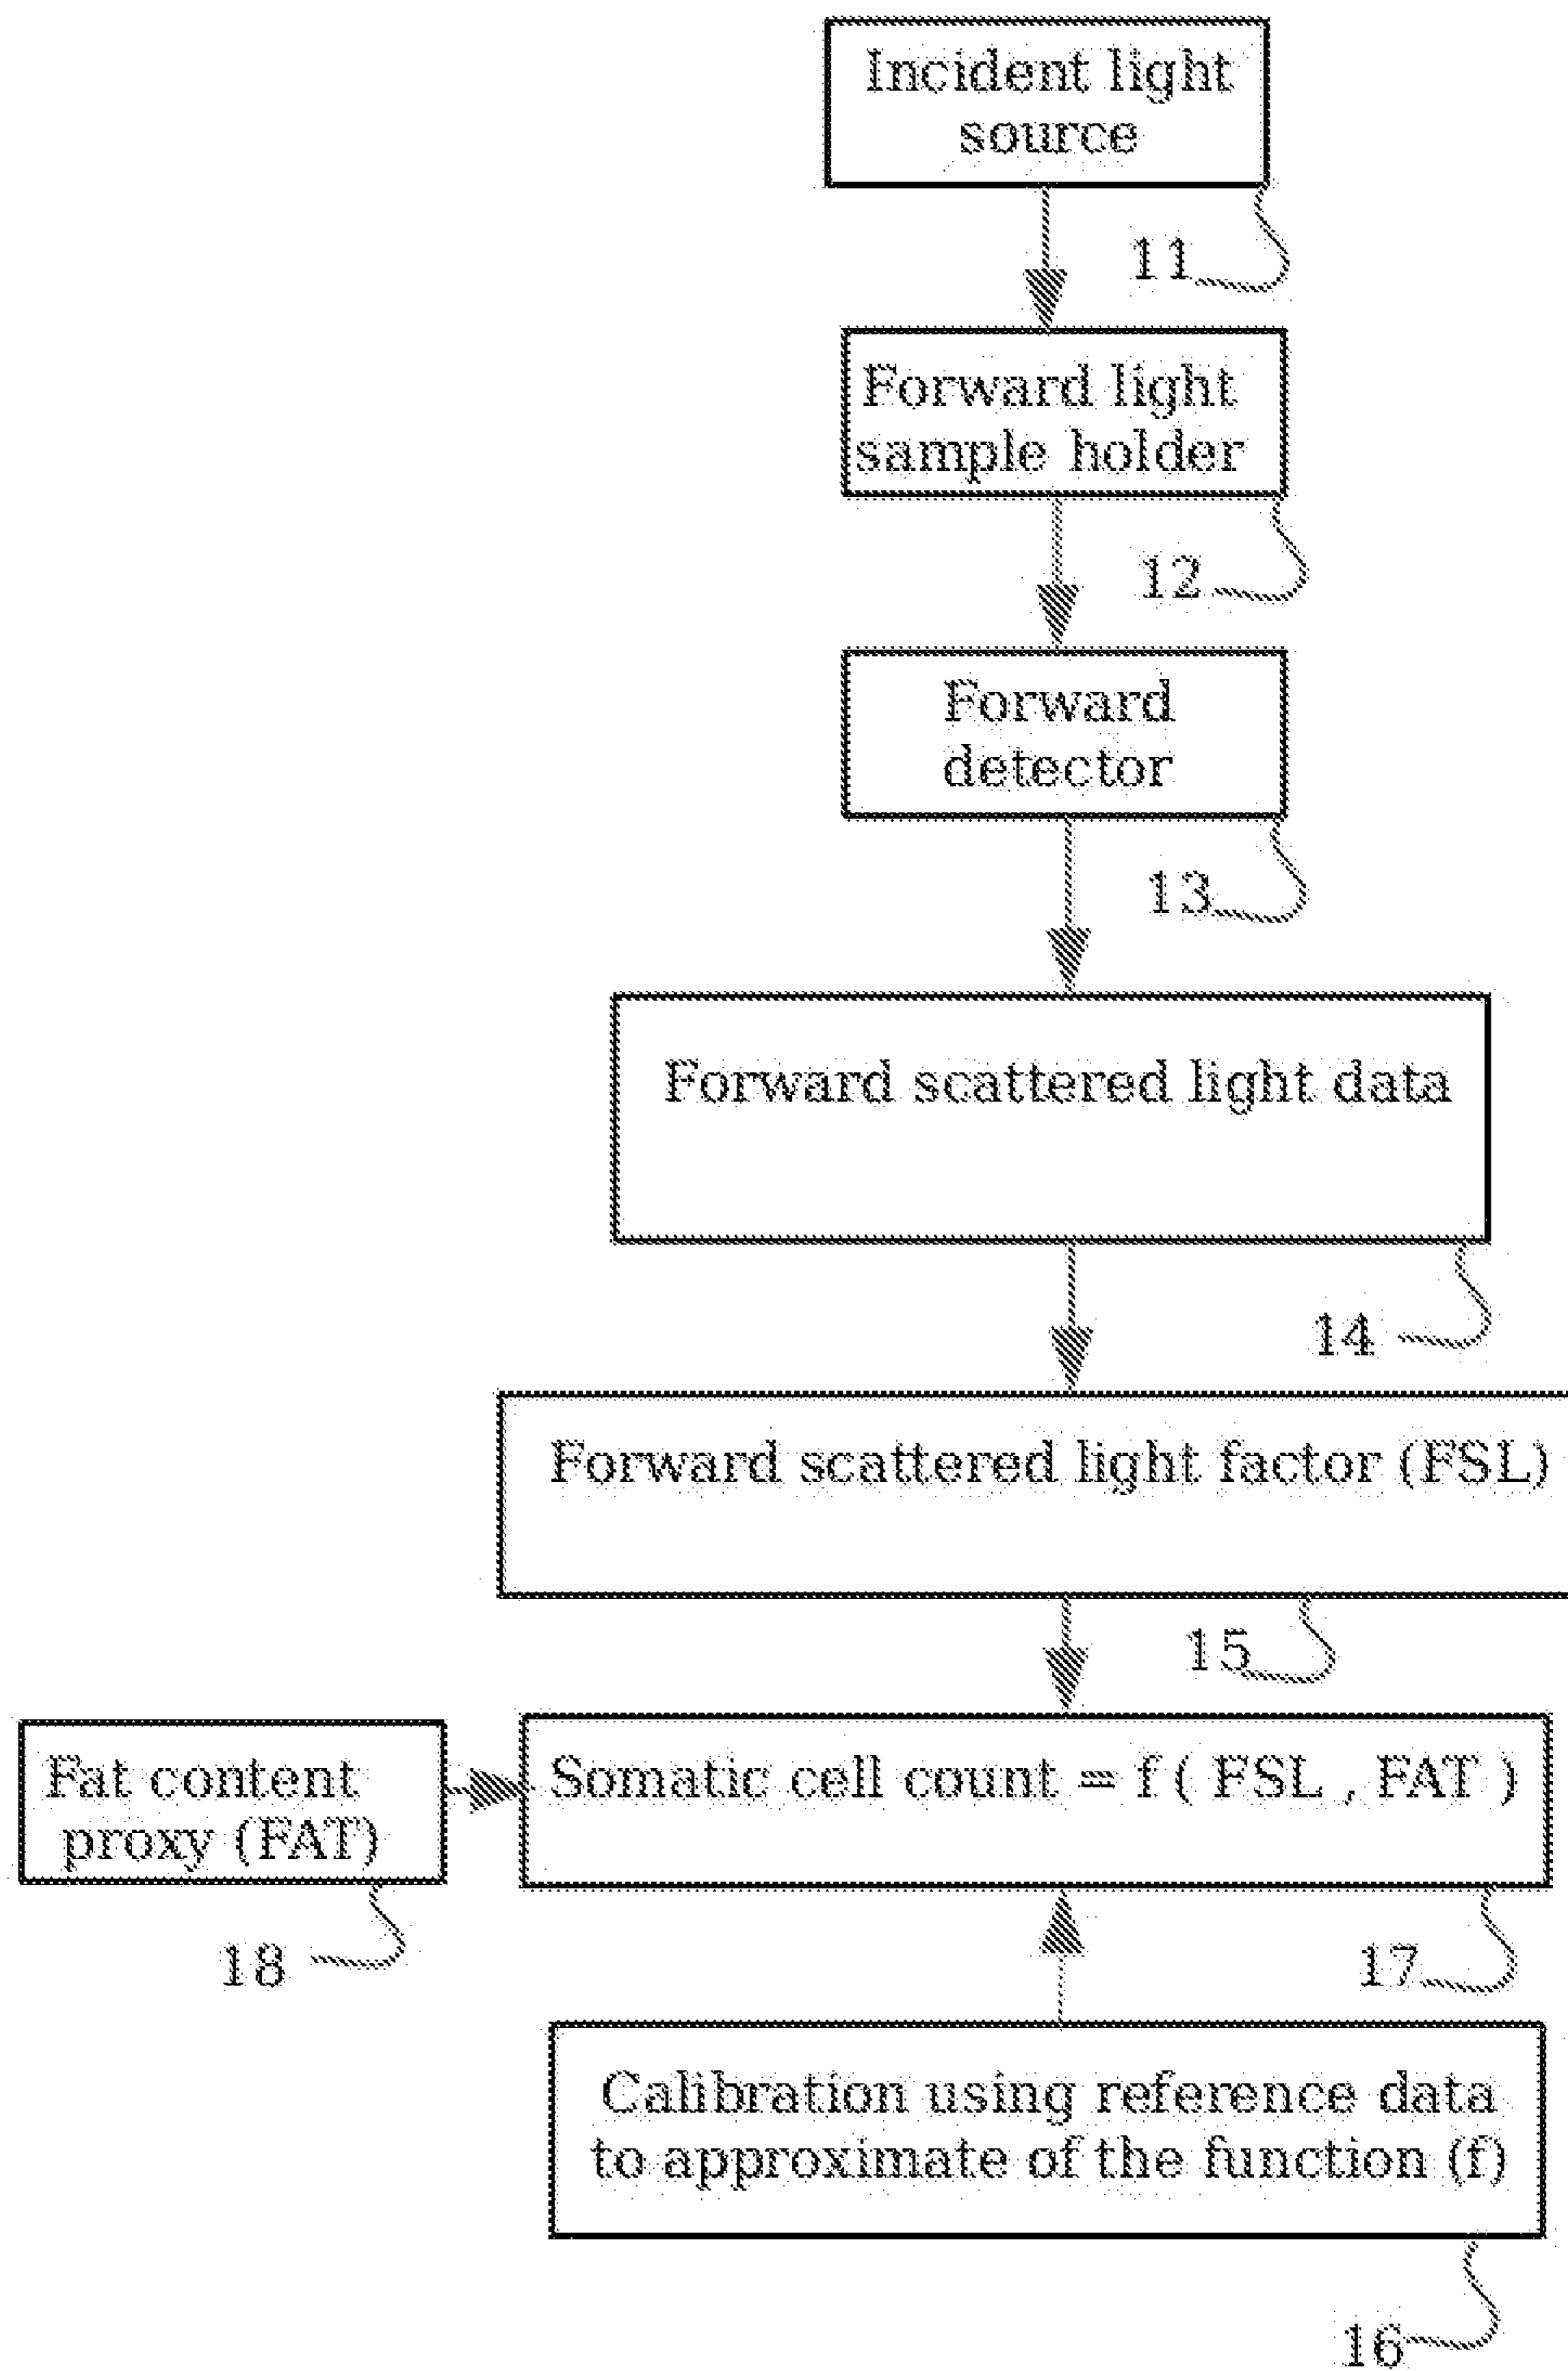 Incident light
source
11
Forward light
sample holder
12
Forward
detector
13
Forward scattered light data
14
Forward scattered light factor (FSL)
15
Fat content
proxy (FAT)
18
Somatic cell count = f ( FSL , FAT )
17
Calibration using reference data
to approximate of the function (f)
16